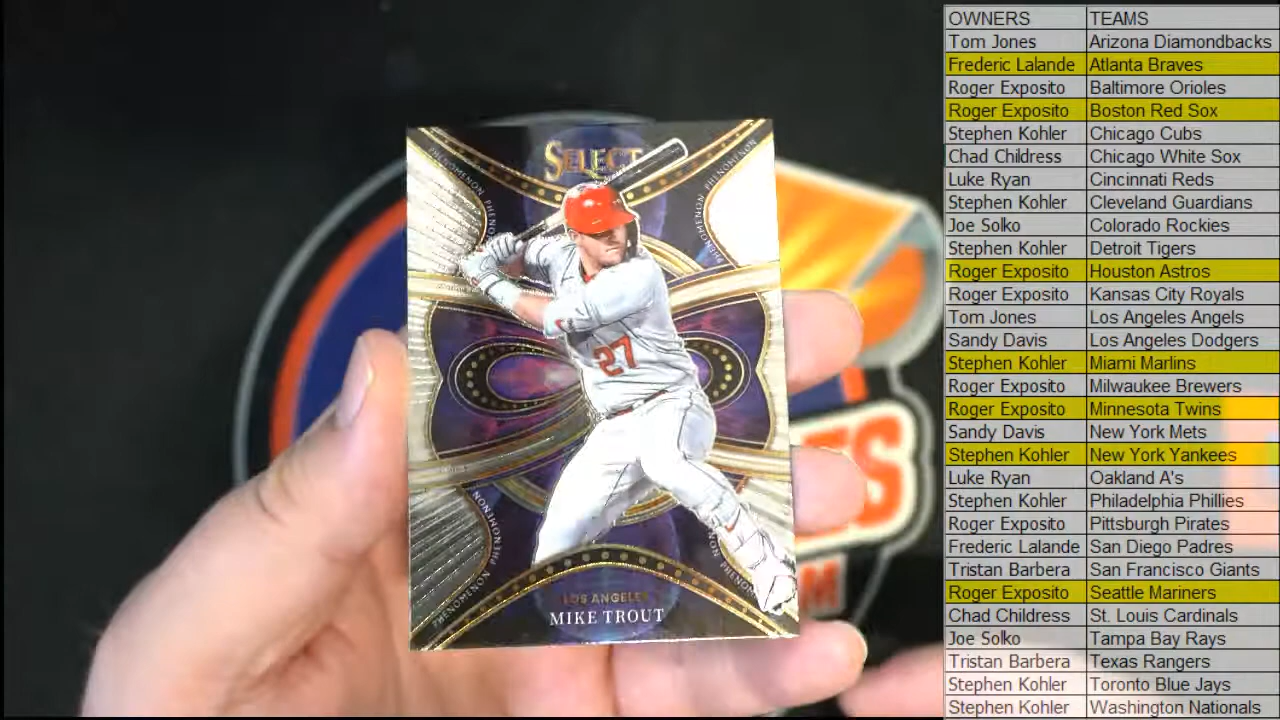 SELECT
PHENOMENON PHENOMENON
PHENOMENON PHENOMENON
27
PHENOMENON PHENOMENON
LOS ANGELES
MIKE TROUT
OWNERS TEAMS
Tom Jones Arizona Diamondbacks
Frederic Lalande Atlanta Braves
Roger Exposito Baltimore Orioles
Roger Exposito Boston Red Sox
Stephen Kohler Chicago Cubs
Chad Childress Chicago White Sox
Luke Ryan Cincinnati Reds
Stephen Kohler Cleveland Guardians
Joe Solko Colorado Rockies
Stephen Kohler Detroit Tigers
Roger Exposito Houston Astros
Roger Exposito Kansas City Royals
Tom Jones Los Angeles Angels
Sandy Davis Los Angeles Dodgers
Stephen Kohler Miami Marlins
Roger Exposito Milwaukee Brewers
Roger Exposito Minnesota Twins
Sandy Davis New York Mets
Stephen Kohler New York Yankees
Luke Ryan Oakland A's
Stephen Kohler Philadelphia Phillies
Roger Exposito Pittsburgh Pirates
Frederic Lalande San Diego Padres
Tristan Barbera San Francisco Giants
Roger Exposito Seattle Mariners
Chad Childress St. Louis Cardinals
Joe Solko Tampa Bay Rays
Tristan Barbera Texas Rangers
Stephen Kohler Toronto Blue Jays
Stephen Kohler Washington Nationals